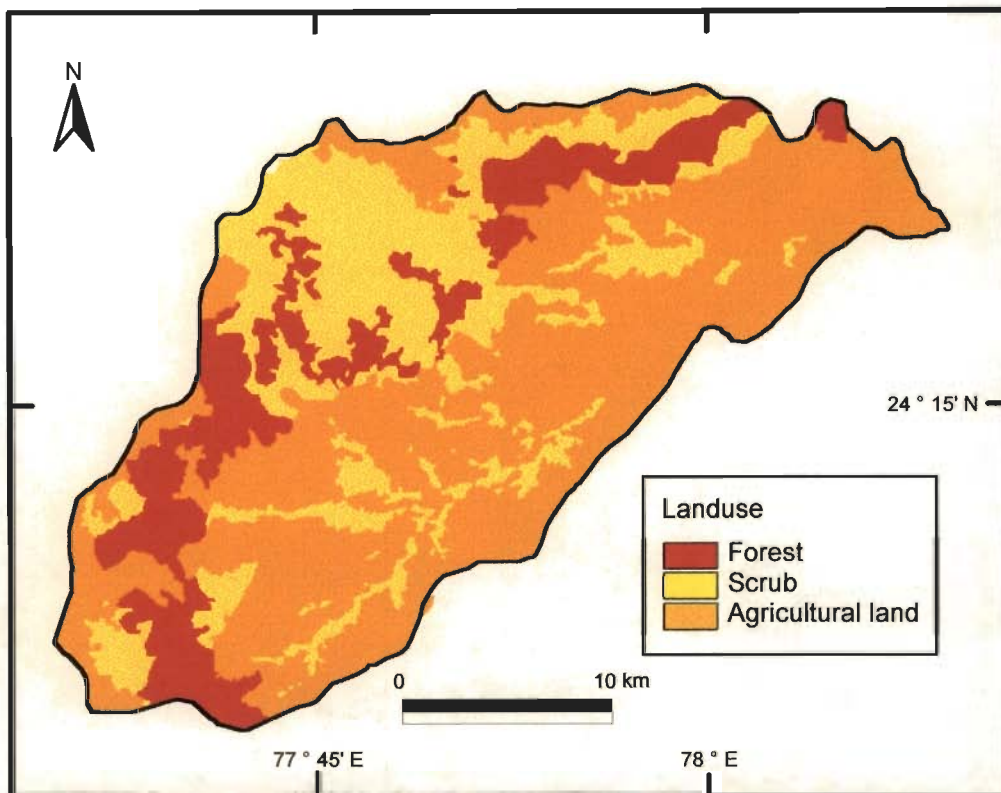 N
24 ° 15' N
Landuse
Forest
Scrub
Agricultural land
0 10 km
77 ° 45' E 78 ° E